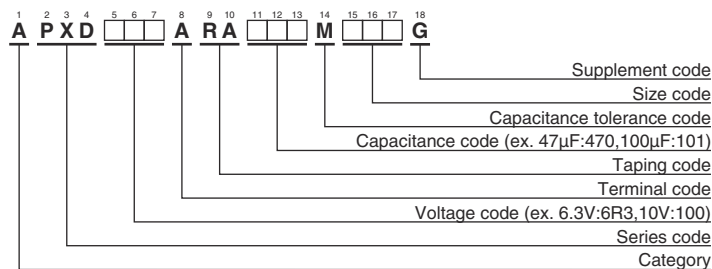 1 2 3 4 5 6 7 8 9 10 11 12 13 14 15 16 17 18
A P X D A R A M G
Supplement code
Size code
Capacitance tolerance code
Capacitance code (ex. 47μF:470,100μF:101)
Taping code
Terminal code
Voltage code (ex. 6.3V:6R3,10V:100)
Series code
Category